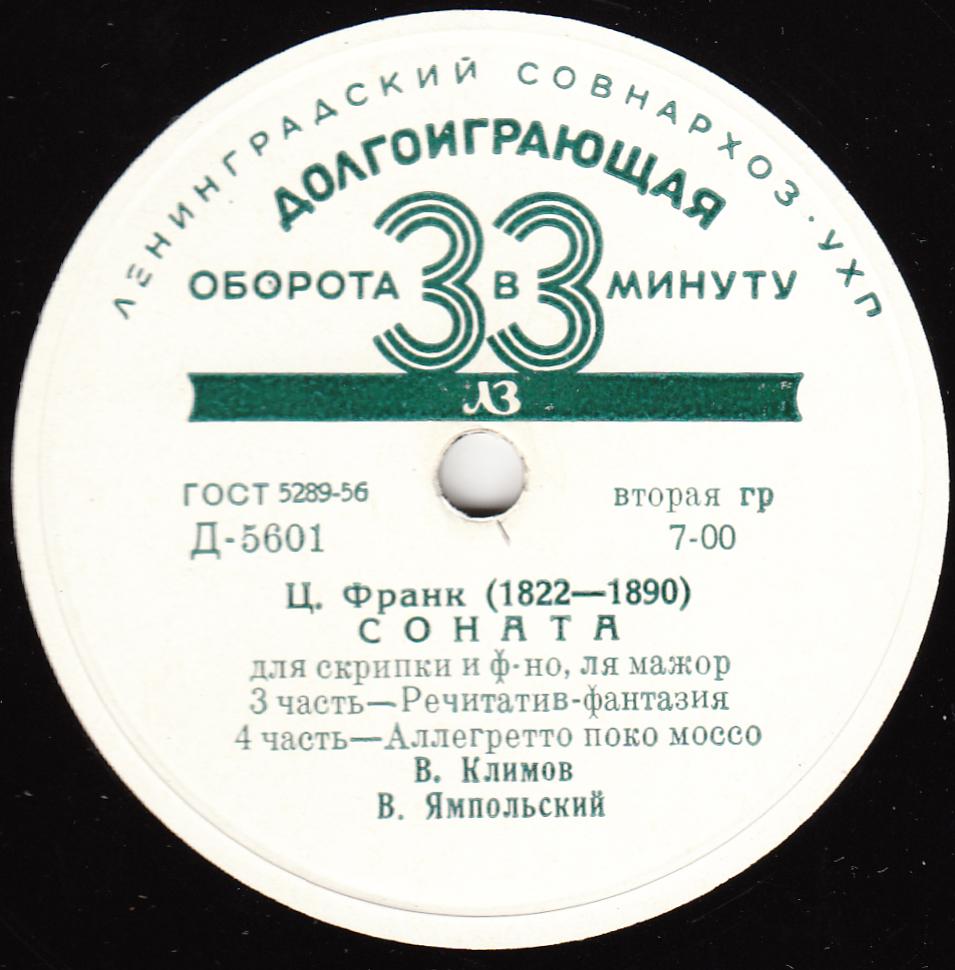 ЛЕНИНГРАДСКИЙ СОВНАРХОЗ · УХП
ДОЛГОИГРАЮЩАЯ
ОБОРОТА 33 В МИНУТУ
ЛЗ
ГОСТ 5289-56
вторая гр
Д-5601
7-00
Ц. Франк (1822—1890)
СОНАТА
для скрипки и ф-но, ля мажор
3 часть—Речитатив-фантазия
4 часть—Аллегретто поко моссо
В. Климов
В. Ямпольский